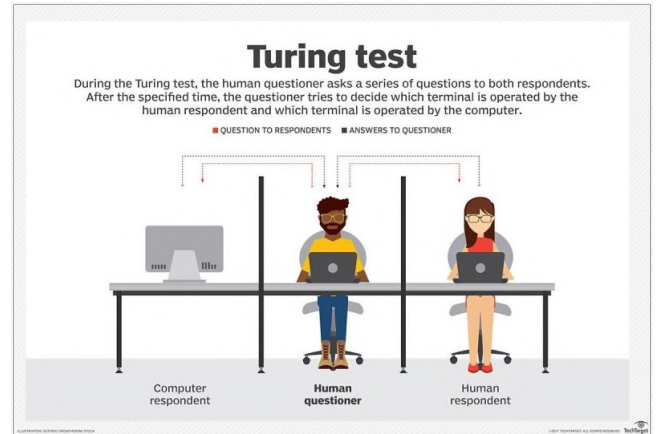 Turing test
During the Turing test, the human questioner asks a series of questions to both respondents.
After the specified time, the questioner tries to decide which terminal is operated by the
human respondent and which terminal is operated by the computer.
QUESTION TO RESPONDENTS ANSWERS TO QUESTIONER
Computer
respondent
Human
questioner
Human
respondent
TechTarget